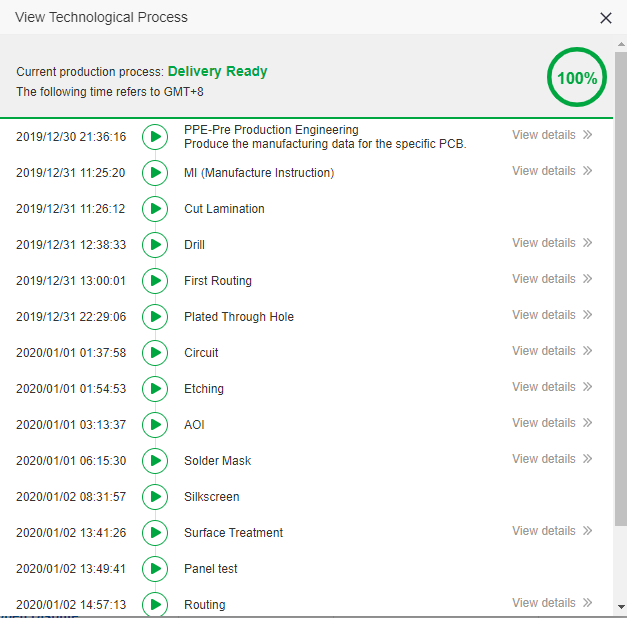 View Technological Process
Current production process: Delivery Ready
The following time refers to GMT+8
100%
2019/12/30 21:36:16 PPE-Pre Production Engineering View details
Produce the manufacturing data for the specific PCB.
2019/12/31 11:25:20 MI (Manufacture Instruction) View details
2019/12/31 11:26:12 Cut Lamination
2019/12/31 12:38:33 Drill View details
2019/12/31 13:00:01 First Routing View details
2019/12/31 22:29:06 Plated Through Hole View details
2020/01/01 01:37:58 Circuit View details
2020/01/01 01:54:53 Etching View details
2020/01/01 03:13:37 AOI View details
2020/01/01 06:15:30 Solder Mask View details
2020/01/02 08:31:57 Silkscreen
2020/01/02 13:41:26 Surface Treatment View details
2020/01/02 13:49:41 Panel test
2020/01/02 14:57:13 Routing View details